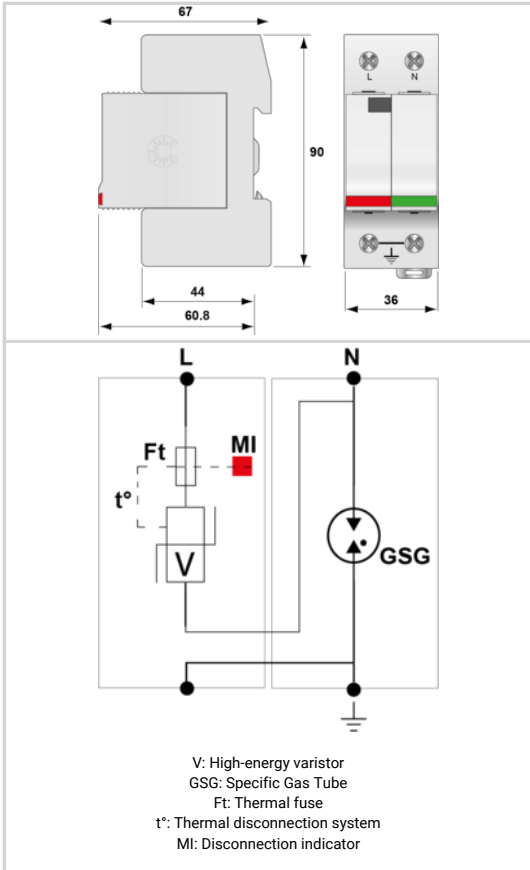 67
L N
90
44
60.8
36
L N
Ft MI
t°
V
GSG
V: High-energy varistor
GSG: Specific Gas Tube
Ft: Thermal fuse
t°: Thermal disconnection system
MI: Disconnection indicator